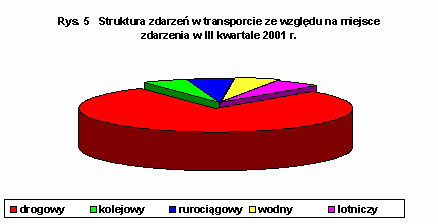 Rys. 5 Struktura zdarzeń w transporcie ze względu na miejsce
zdarzenia w III kwartale 2001 r.
drogowy kolejowy rurociągowy wodny lotniczy